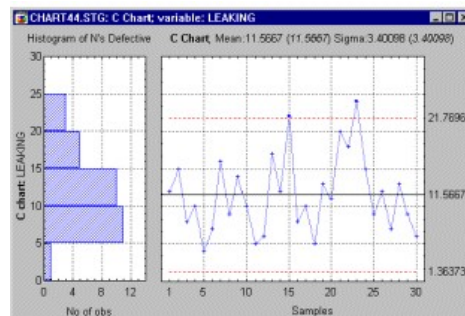 CHART44.STG: C Chart; variable: LEAKING
Histogram of N's Defective
C Chart, Mean:11.5667 (11.5667) Sigma:3.40098 (3.40098)
C chart: LEAKING
30
25
20
15
10
5
0
0 4 8 12
No of obs
21.7696
11.5667
1.36373
1 5 10 15 20 25 30
Samples